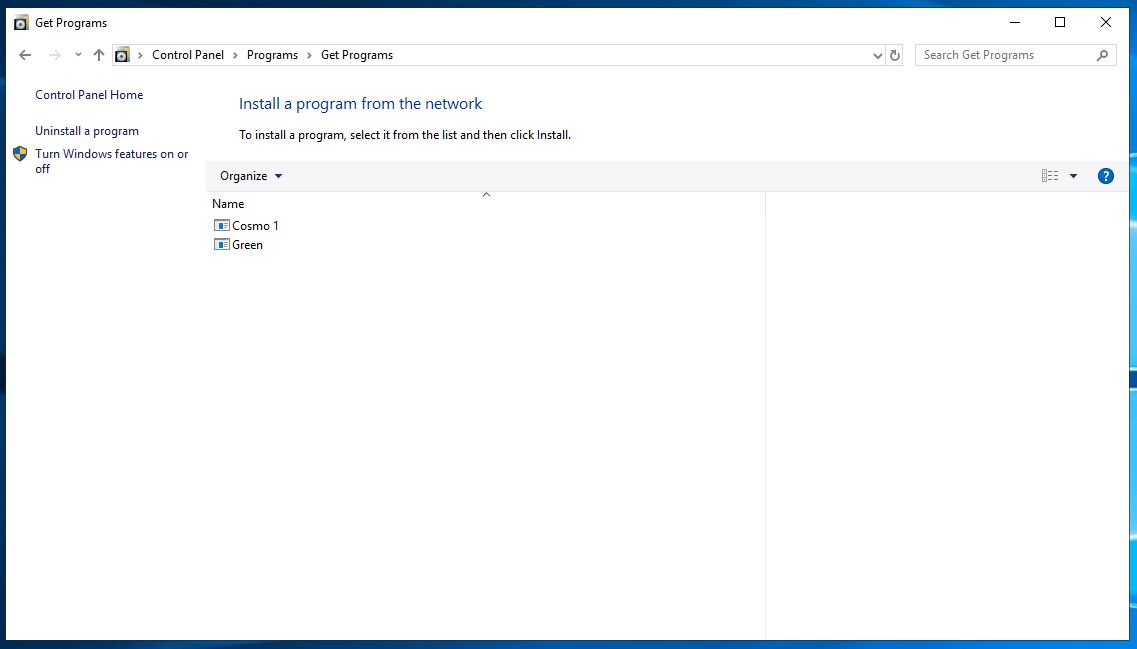 Get Programs
Control Panel > Programs > Get Programs
Search Get Programs
Control Panel Home
Uninstall a program
Turn Windows features on or
off
Install a program from the network
To install a program, select it from the list and then click Install.
Organize
?
Name
Cosmo 1
Green